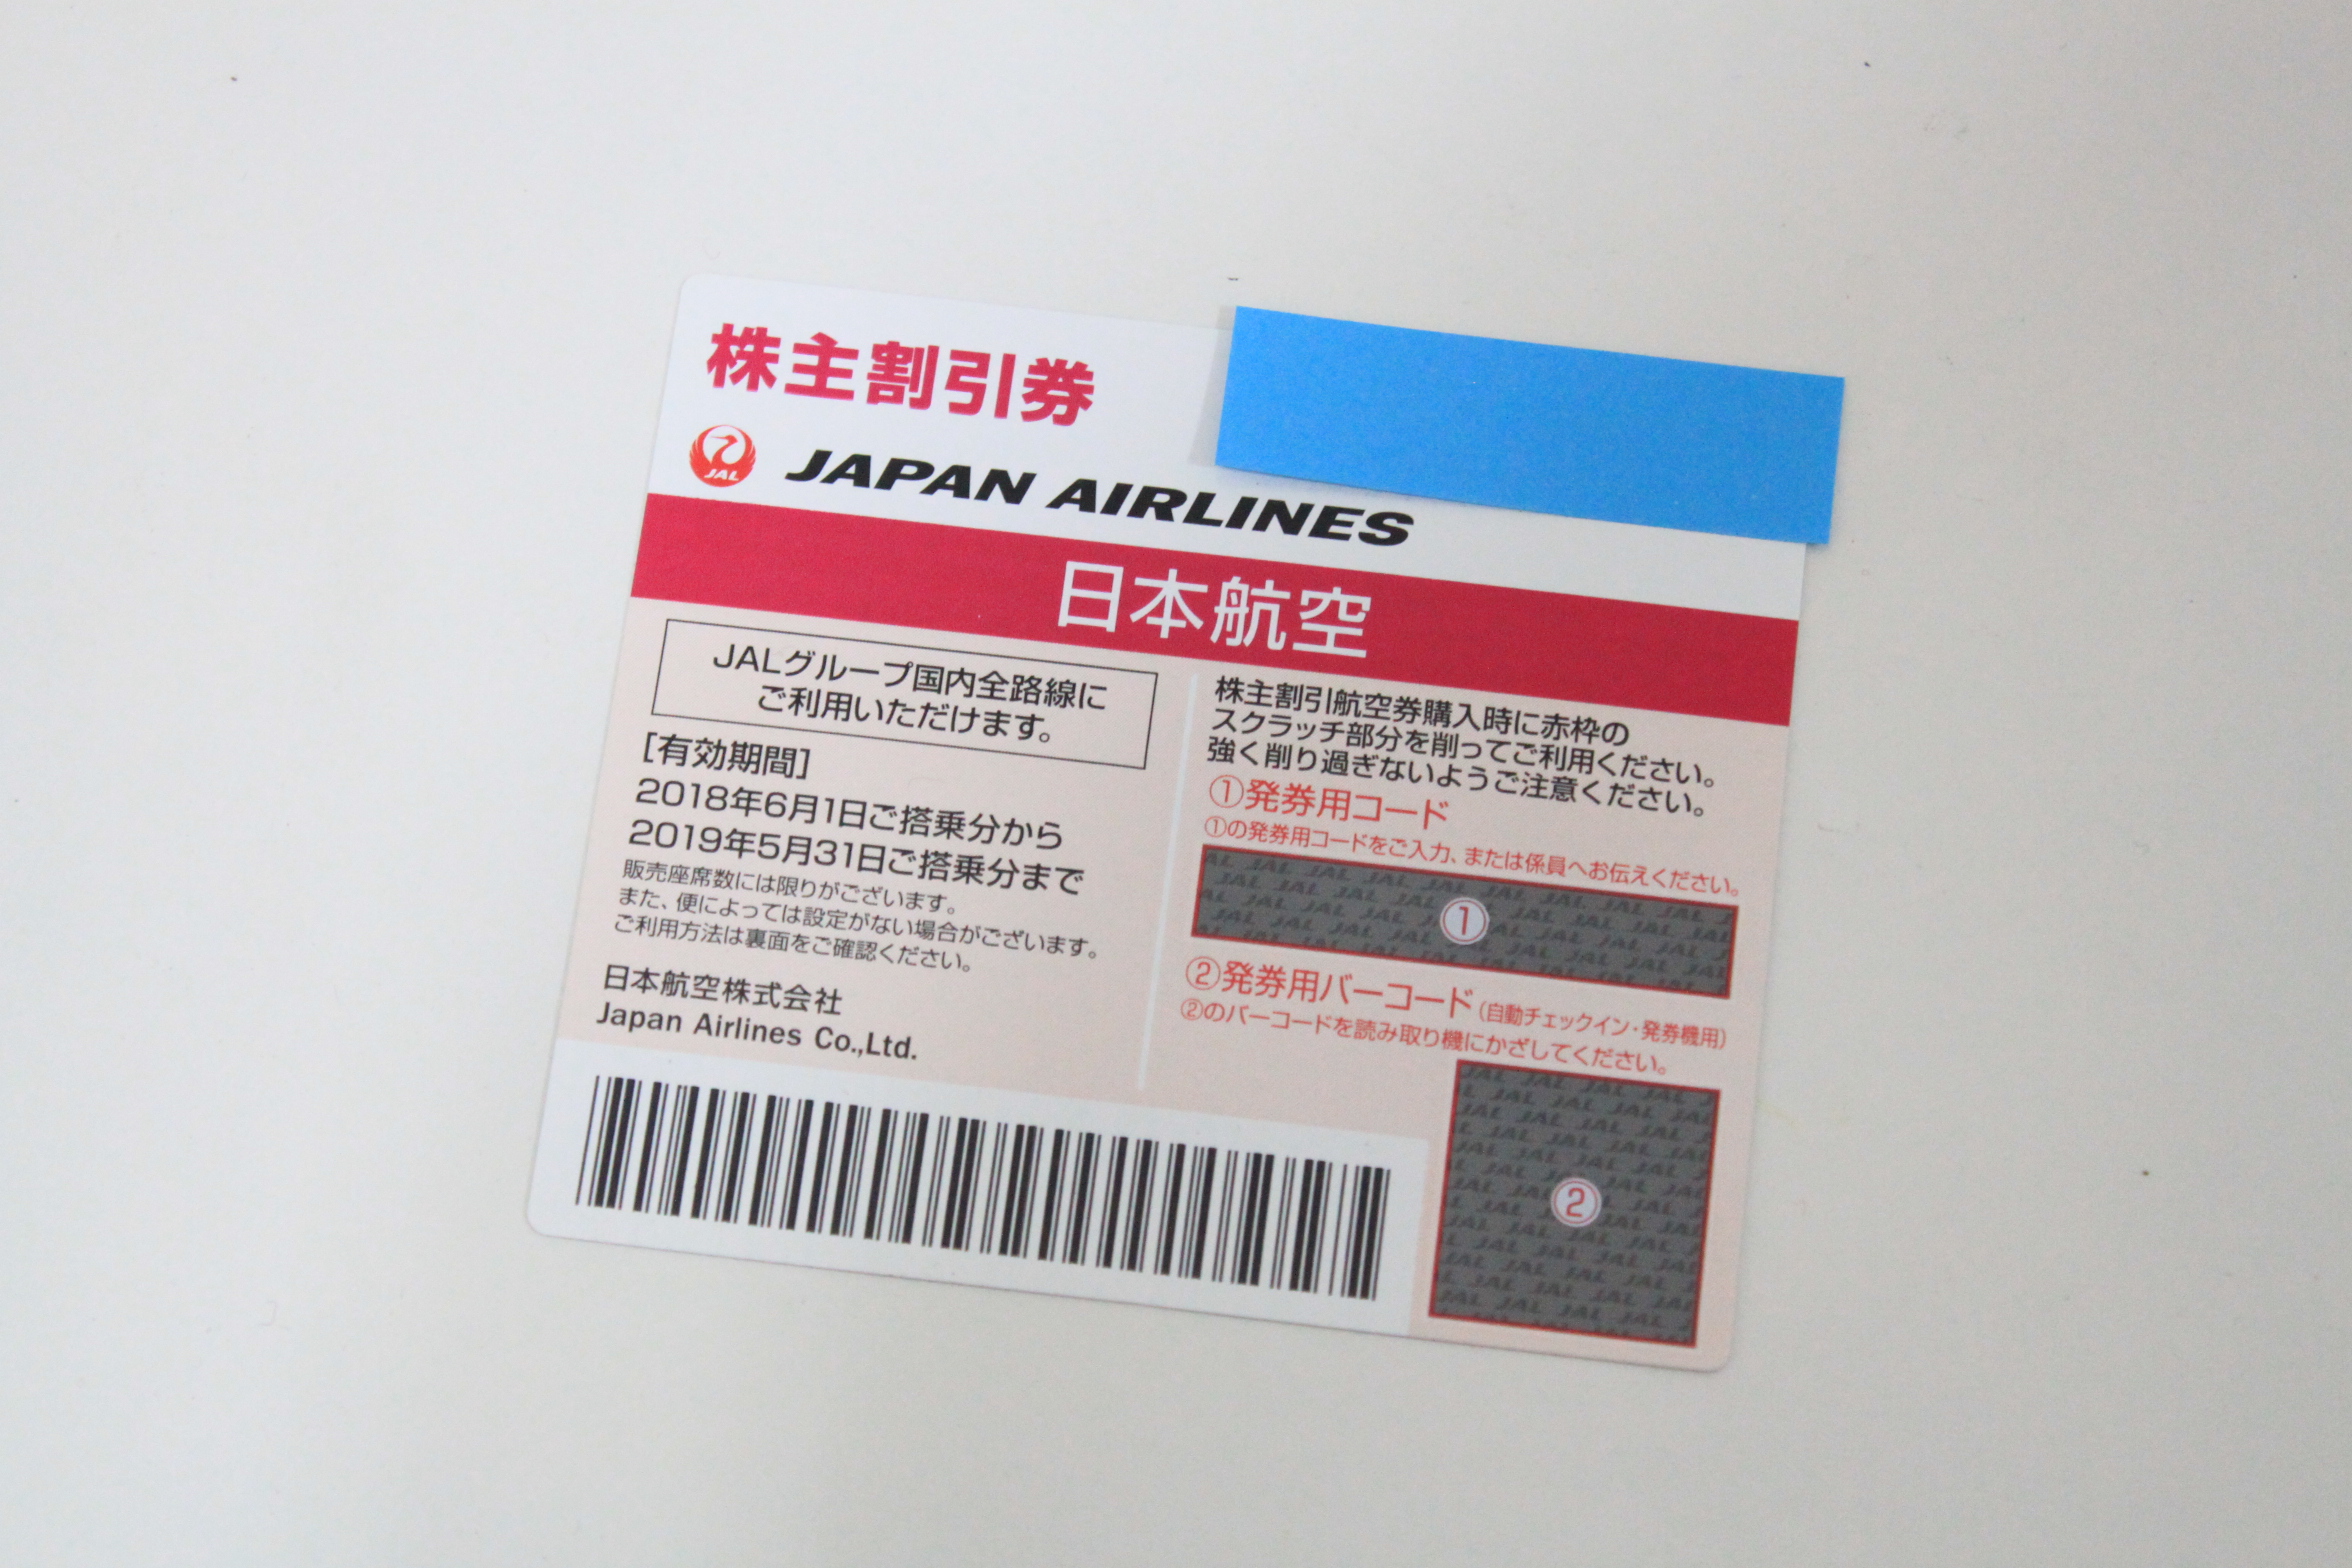 株主割引券
JAL
JAPAN AIRLINES
日本航空
JALグループ国内全路線に
ご利用いただけます。
[有効期間]
2018年6月1日ご搭乗分から
2019年5月31日ご搭乗分まで
販売座席数には限りがございます。
また、便によっては設定がない場合がございます。
ご利用方法は裏面をご確認ください。
日本航空株式会社
Japan Airlines Co.,Ltd.
株主割引航空券購入時に赤枠の
スクラッチ部分を削ってご利用ください。
強く削り過ぎないようご注意ください。
①発券用コード
①の発券用コードをご入力、または係員へお伝えください。
①
②発券用バーコード(自動チェックイン・発券機用)
②のバーコードを読み取り機にかざしてください。
②